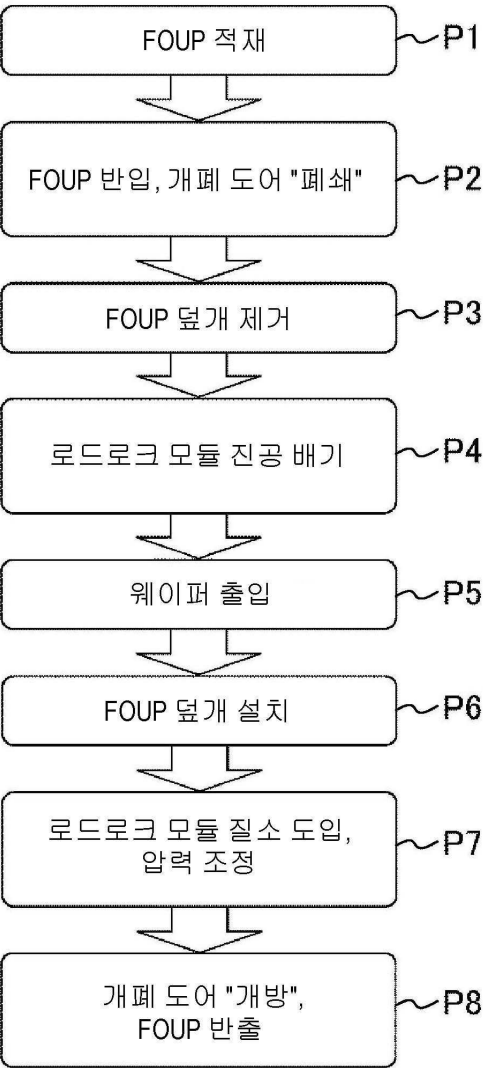 FOUP 적재
P1
FOUP 반입, 개폐 도어 "폐쇄"
P2
FOUP 덮개 제거
P3
로드로크 모듈 진공 배기
P4
웨이퍼 출입
P5
FOUP 덮개 설치
P6
로드로크 모듈 질소 도입,
압력 조정
P7
개폐 도어 "개방",
FOUP 반출
P8